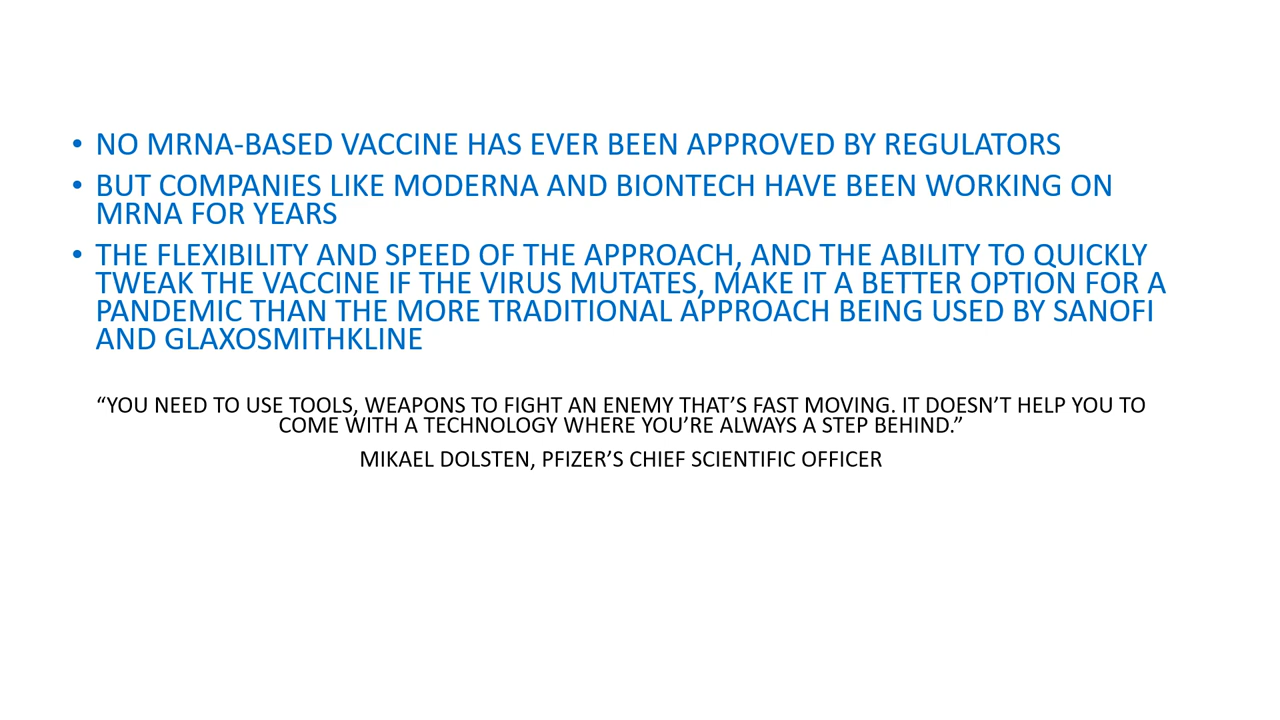 • NO MRNA-BASED VACCINE HAS EVER BEEN APPROVED BY REGULATORS
• BUT COMPANIES LIKE MODERNA AND BIONTECH HAVE BEEN WORKING ON
MRNA FOR YEARS
• THE FLEXIBILITY AND SPEED OF THE APPROACH, AND THE ABILITY TO QUICKLY
TWEAK THE VACCINE IF THE VIRUS MUTATES, MAKE IT A BETTER OPTION FOR A
PANDEMIC THAN THE MORE TRADITIONAL APPROACH BEING USED BY SANOFI
AND GLAXOSMITHKLINE
“YOU NEED TO USE TOOLS, WEAPONS TO FIGHT AN ENEMY THAT’S FAST MOVING. IT DOESN’T HELP YOU TO
COME WITH A TECHNOLOGY WHERE YOU’RE ALWAYS A STEP BEHIND.”
MIKAEL DOLSTEN, PFIZER’S CHIEF SCIENTIFIC OFFICER